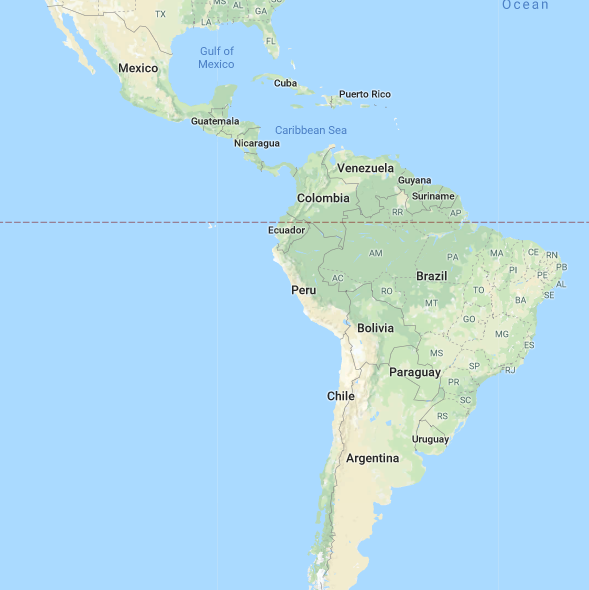 Ocean
MS
AL
GA
TX
LA
FL
Gulf of
Mexico
Mexico
Cuba
Puerto Rico
Guatemala
Caribbean Sea
Nicaragua
Venezuela
Guyana
Colombia
Suriname
RR
AP
Ecuador
AM
PA
MA
CE
RN
PB
PI
PE
AL
AC
Brazil
Peru
RO
TO
SE
MT
BA
GO
Bolivia
MG
ES
MS
SP
RJ
Paraguay
PR
Chile
SC
RS
Uruguay
Argentina